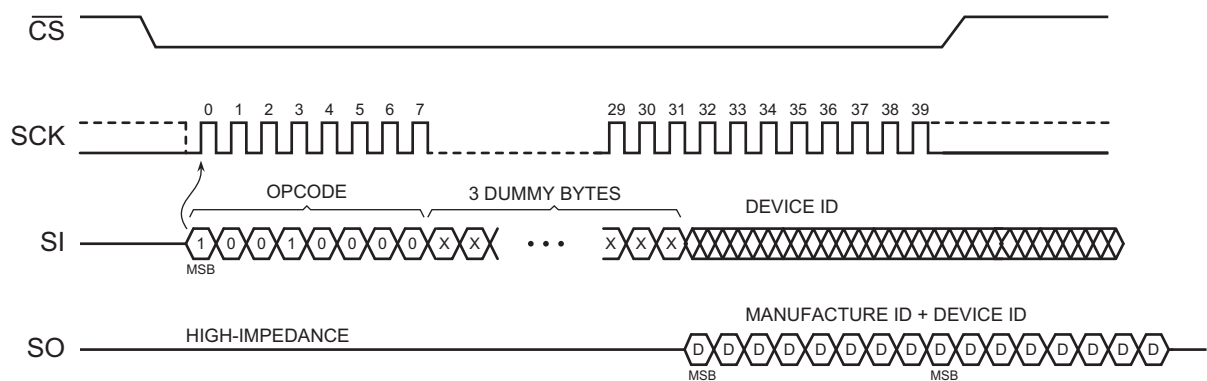 CS
0 1 2 3 4 5 6 7 29 30 31 32 33 34 35 36 37 38 39
SCK
OPCODE 3 DUMMY BYTES DEVICE ID
SI 1 0 0 1 0 0 0 0 X X • • • X X X
MSB
MANUFACTURE ID + DEVICE ID
HIGH-IMPEDANCE
SO D D D D D D D D D D D D D D D D
MSB MSB